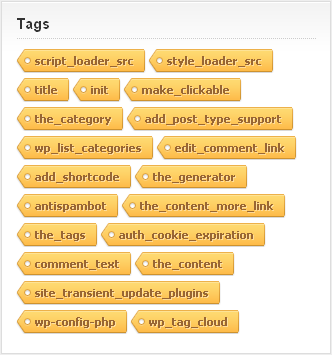 Tags
script_loader_src style_loader_src
title init make_clickable
the_category add_post_type_support
wp_list_categories edit_comment_link
add_shortcode the_generator
antispambot the_content_more_link
the_tags auth_cookie_expiration
comment_text the_content
site_transient_update_plugins
wp-config-php wp_tag_cloud